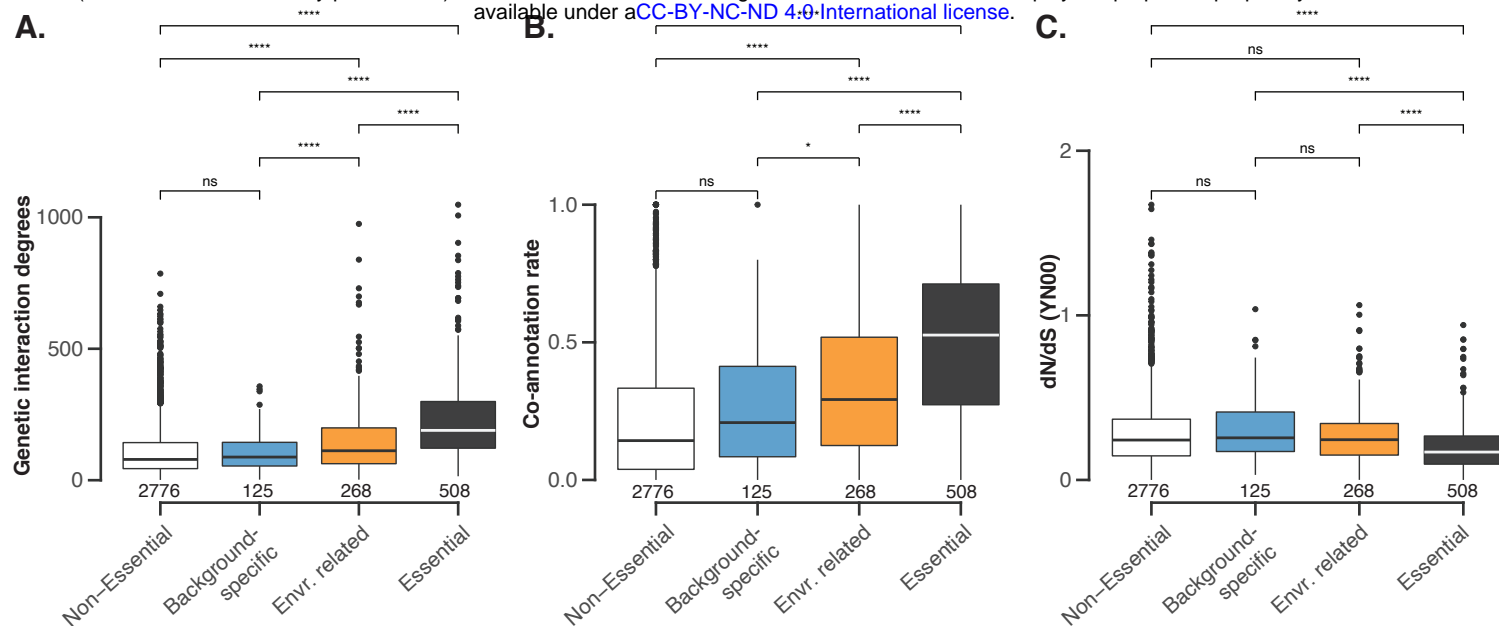 available under aCC-BY-NC-ND 4.0 International license.
A.
B.
C.
****
****
****
****
****
ns
Genetic interaction degrees
1000
500
0
2776
125
268
508
Non–Essential
Background-
specific
Envr. related
Essential
****
****
****
****
*
ns
Co-annotation rate
1.0
0.5
0.0
2776
125
268
508
Non–Essential
Background-
specific
Envr. related
Essential
****
ns
****
****
ns
ns
dN/dS (YN00)
2
1
0
2776
125
268
508
Non–Essential
Background-
specific
Envr. related
Essential